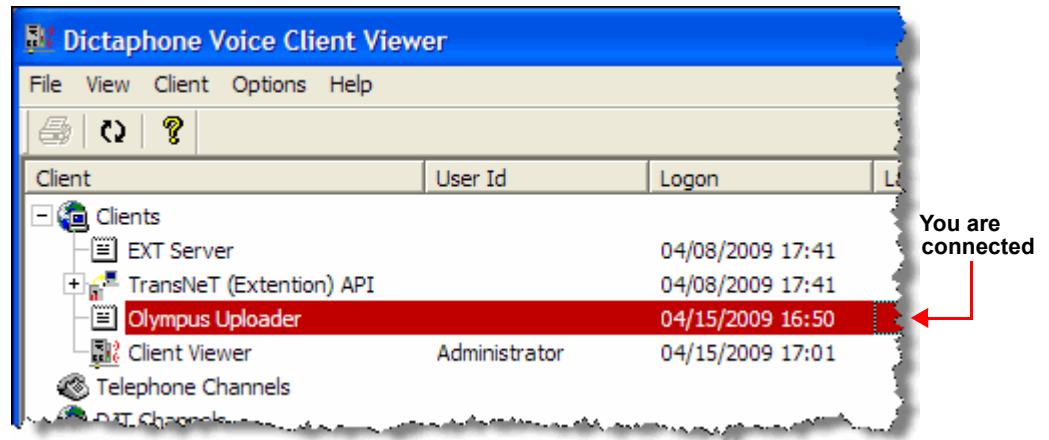 Dictaphone Voice Client Viewer
File View Client Options Help
Client User Id Logon
Clients
EXT Server 04/08/2009 17:41
TransNeT (Extention) API 04/08/2009 17:41
Olympus Uploader 04/15/2009 16:50
Client Viewer Administrator 04/15/2009 17:01
Telephone Channels
Channels
You are
connected